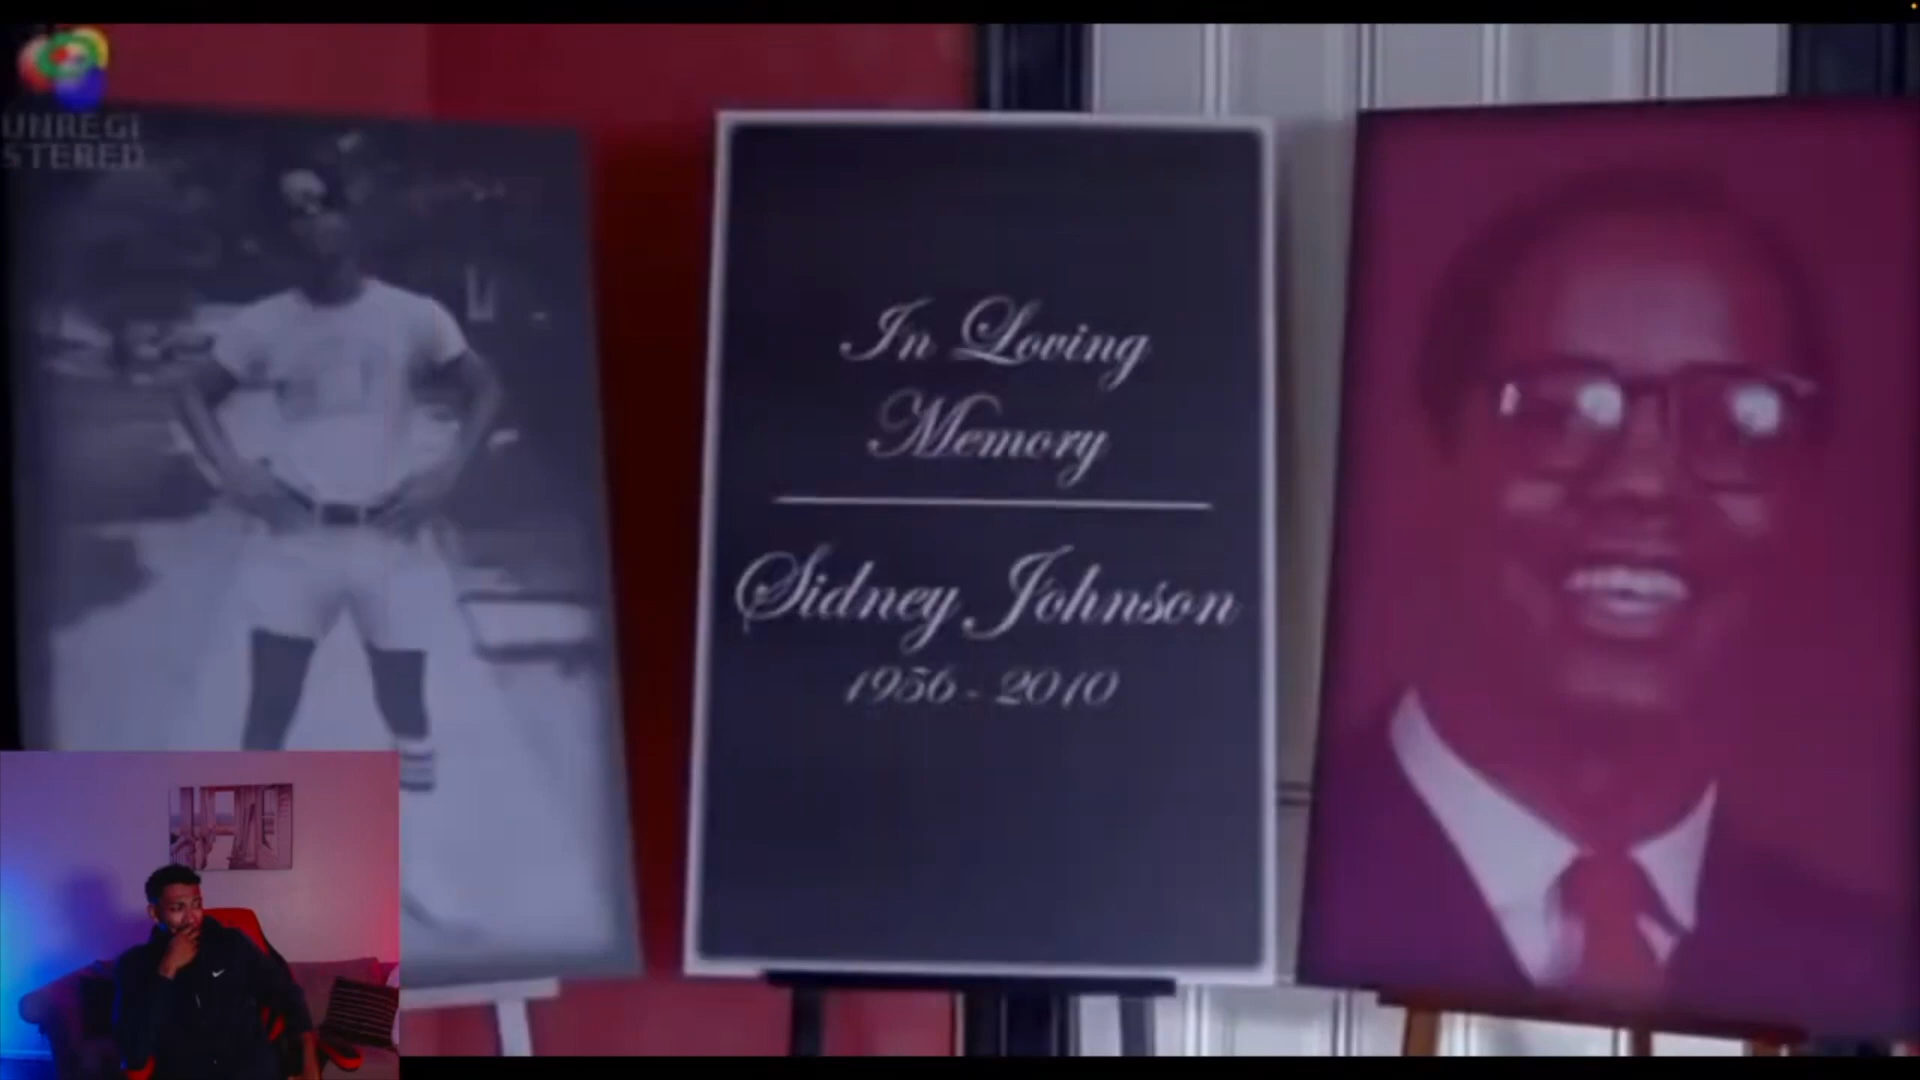 UNREGI
STERED
In Loving
Memory
Sidney Johnson
1956 - 2010